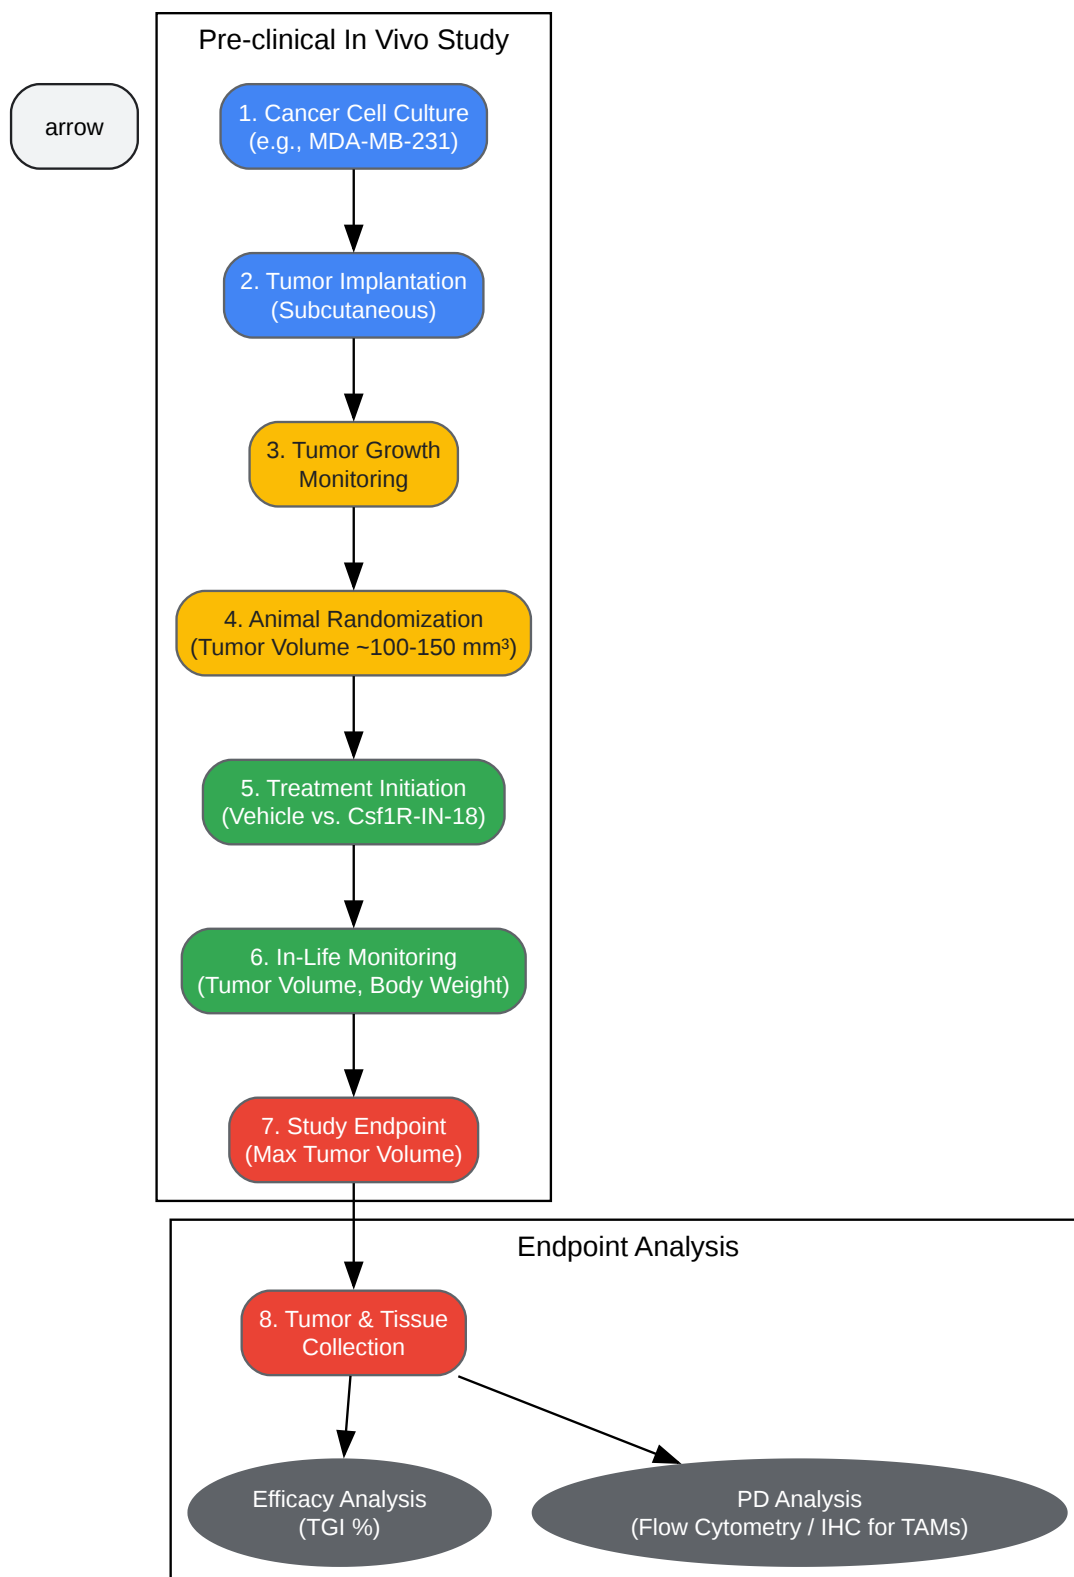 Pre-clinical In Vivo Study
arrow
1. Cancer Cell Culture
(e.g., MDA-MB-231)
2. Tumor Implantation
(Subcutaneous)
3. Tumor Growth
Monitoring
4. Animal Randomization
(Tumor Volume ~100-150 mm³)
5. Treatment Initiation
(Vehicle vs. Csf1R-IN-18)
6. In-Life Monitoring
(Tumor Volume, Body Weight)
7. Study Endpoint
(Max Tumor Volume)
Endpoint Analysis
8. Tumor & Tissue
Collection
Efficacy Analysis
(TGI %)
PD Analysis
(Flow Cytometry / IHC for TAMs)